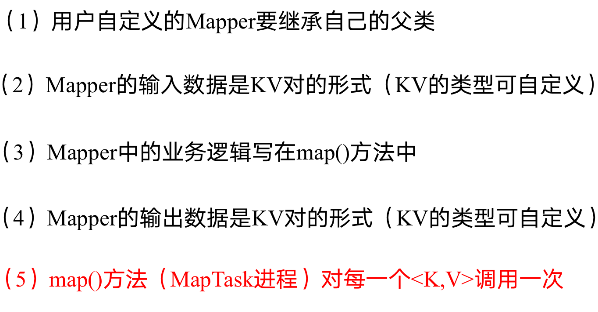 （1）用户自定义的Mapper要继承自己的父类
（2）Mapper的输入数据是KV对的形式（KV的类型可自定义）
（3）Mapper中的业务逻辑写在map()方法中
（4）Mapper的输出数据是KV对的形式（KV的类型可自定义）
（5）map()方法（MapTask进程）对每一个<K,V>调用一次